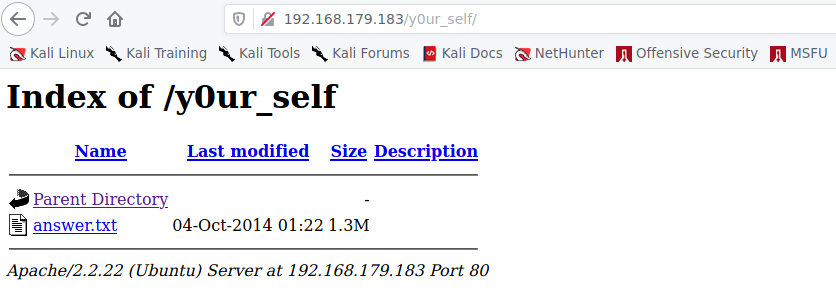 192.168.179.183/y0ur_self/
Kali Linux Kali Training Kali Tools Kali Forums Kali Docs NetHunter Offensive Security MSFU
Index of /y0ur_self
Name Last modified Size Description
Parent Directory -
answer.txt 04-Oct-2014 01:22 1.3M
Apache/2.2.22 (Ubuntu) Server at 192.168.179.183 Port 80